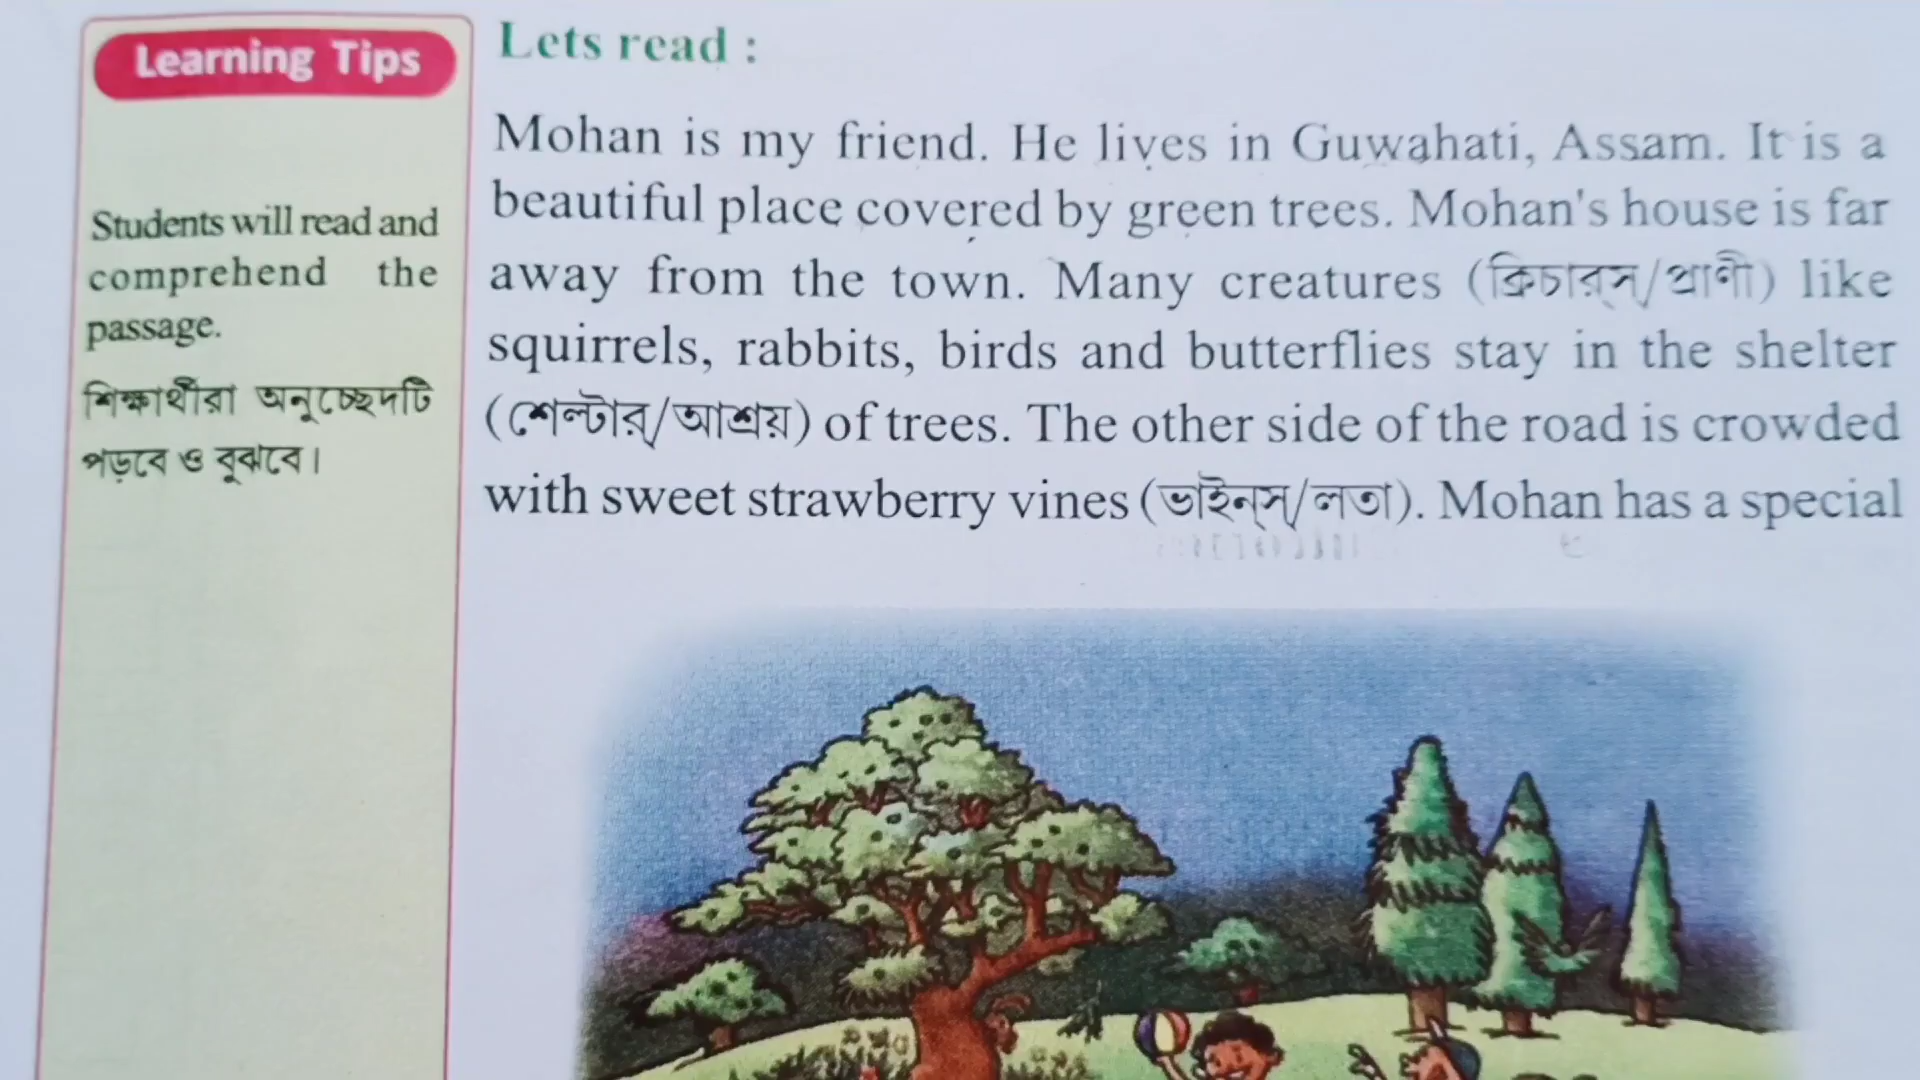 Learning Tips
Students will read and
comprehend the
passage.
শিক্ষার্থীরা অনুচ্ছেদটি
পড়বে ও বুঝবে।
Lets read :
Mohan is my friend. He lives in Guwahati, Assam. It is a
beautiful place covered by green trees. Mohan's house is far
away from the town. Many creatures (ক্রিচারস্/প্রাণী) like
squirrels, rabbits, birds and butterflies stay in the shelter
(শেল্টার্/আশ্রয়) of trees. The other side of the road is crowded
with sweet strawberry vines (ভাইন্স্/লতা). Mohan has a special